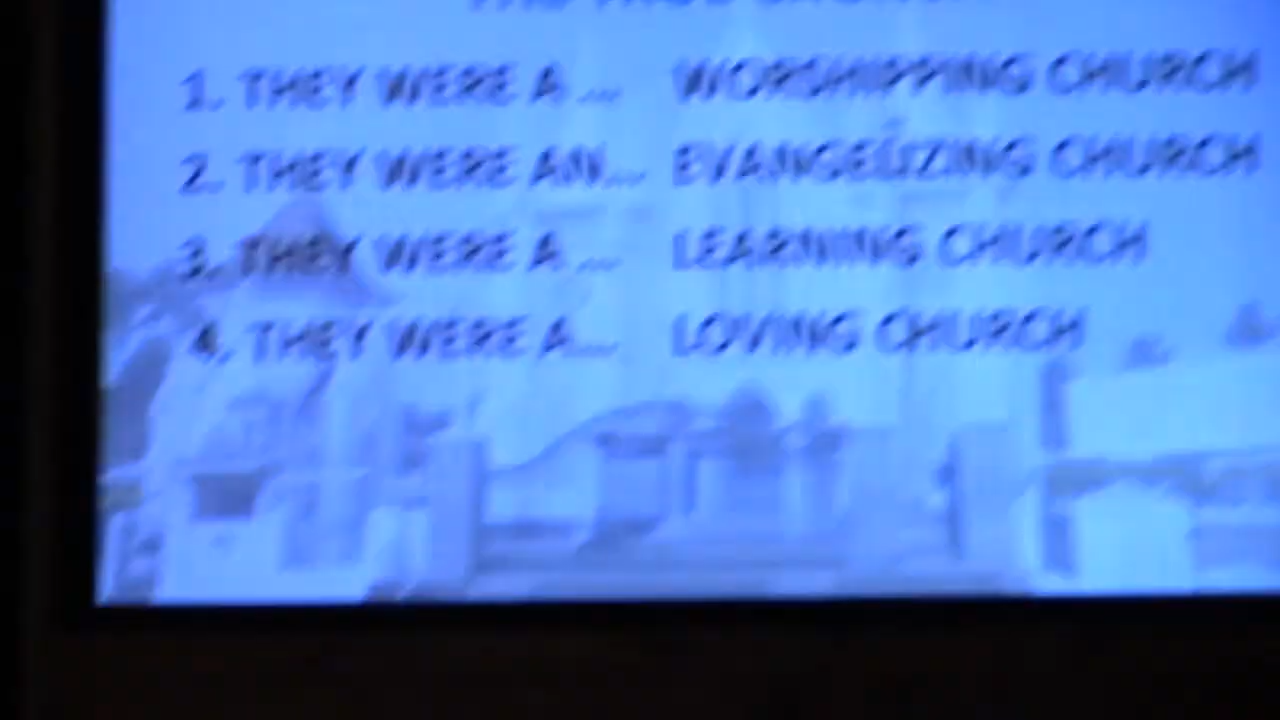 1. THEY WERE A ... WORSHIPPING CHURCH
2. THEY WERE AN... EVANGELIZING CHURCH
3. THEY WERE A ... LEARNING CHURCH
4. THEY WERE A... LOVING CHURCH